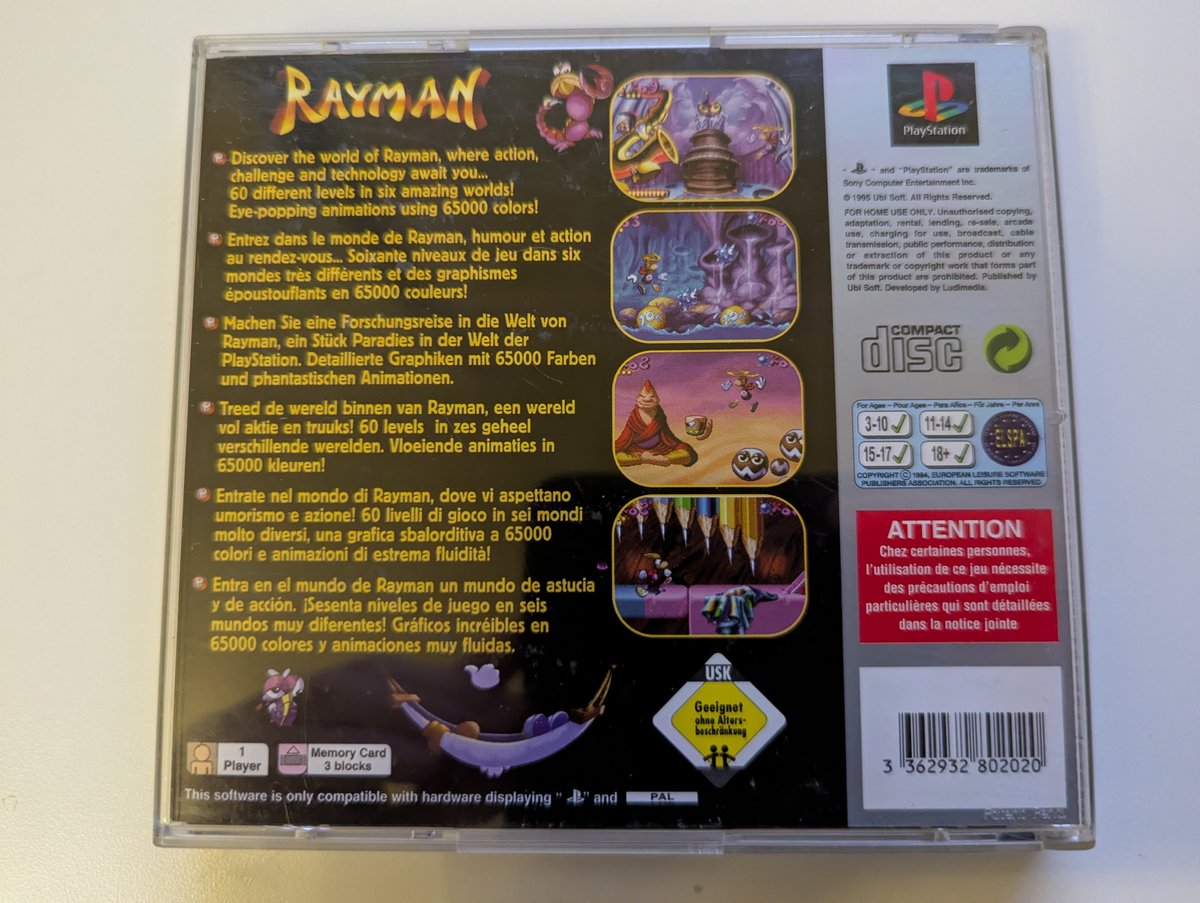 RAYMAN
Discover the world of Rayman, where action,
challenge and technology await you...
60 different levels in six amazing worlds!
Eye-popping animations using 65000 colors!
Entrez dans le monde de Rayman, humour et action
au rendez-vous... Soixante niveaux de jeu dans six
mondes très différents et des graphismes
époustouflants en 65000 couleurs!
Machen Sie eine Forschungsreise in die Welt von
Rayman, ein Stück Paradies in der Welt der
PlayStation. Detaillierte Graphiken mit 65000 Farben
und phantastischen Animationen.
Treed de wereld binnen van Rayman, een wereld
vol aktie en truuks! 60 levels in zes geheel
verschillende werelden. Vloeiende animaties in
65000 kleuren!
Entrate nel mondo di Rayman, dove vi aspettano
umorismo e azione! 60 livelli di gioco in sei mondi
molto diversi, una grafica sbalorditiva a 65000
colori e animazioni di estrema fluidità!
Entra en el mundo de Rayman un mundo de astucia
y de acción. ¡Sesenta niveles de juego en seis
mundos muy diferentes! Gráficos increíbles en
65000 colores y animaciones muy fluidas.
1
Player
Memory Card
3 blocks
USK
Geeignet
ohne Alters-
beschränkung
This software is only compatible with hardware displaying " " and PAL
PlayStation
" " and "PlayStation" are trademarks of
Sony Computer Entertainment Inc.
© 1995 Ubi Soft. All Rights Reserved.
FOR HOME USE ONLY. Unauthorised copying,
adaptation, rental, lending, re-sale, arcade
use, charging for use, broadcast, cable
transmission, public performance, distribution
or extraction of this product or any
trademark or copyright work that forms part
of this product are prohibited. Published by
Ubi Soft. Developed by Ludimedia.
COMPACT
disc
For Ages – Pour Ages – Para Años – Für Jahre – Per Anni
3-10 11-14
15-17 18+
ELSPA
COPYRIGHT © 1994, EUROPEAN LEISURE SOFTWARE
PUBLISHERS ASSOCIATION. ALL RIGHTS RESERVED
ATTENTION
Chez certaines personnes,
l'utilisation de ce jeu nécessite
des précautions d'emploi
particulières qui sont détaillées
dans la notice jointe
3 362932 802020